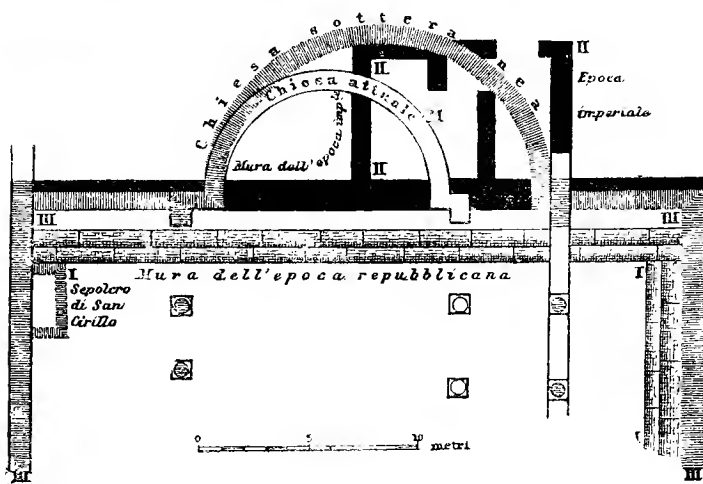 Chiesa sotterranea
II
II
Epoca
imperiale
Chiesa attuale
VI
Mura dell' epoca imp.
II
III
III
I
Mura dell'epoca repubblicana
I
Sepolcro
di San
Cirillo
0 5 10
metri
III
III